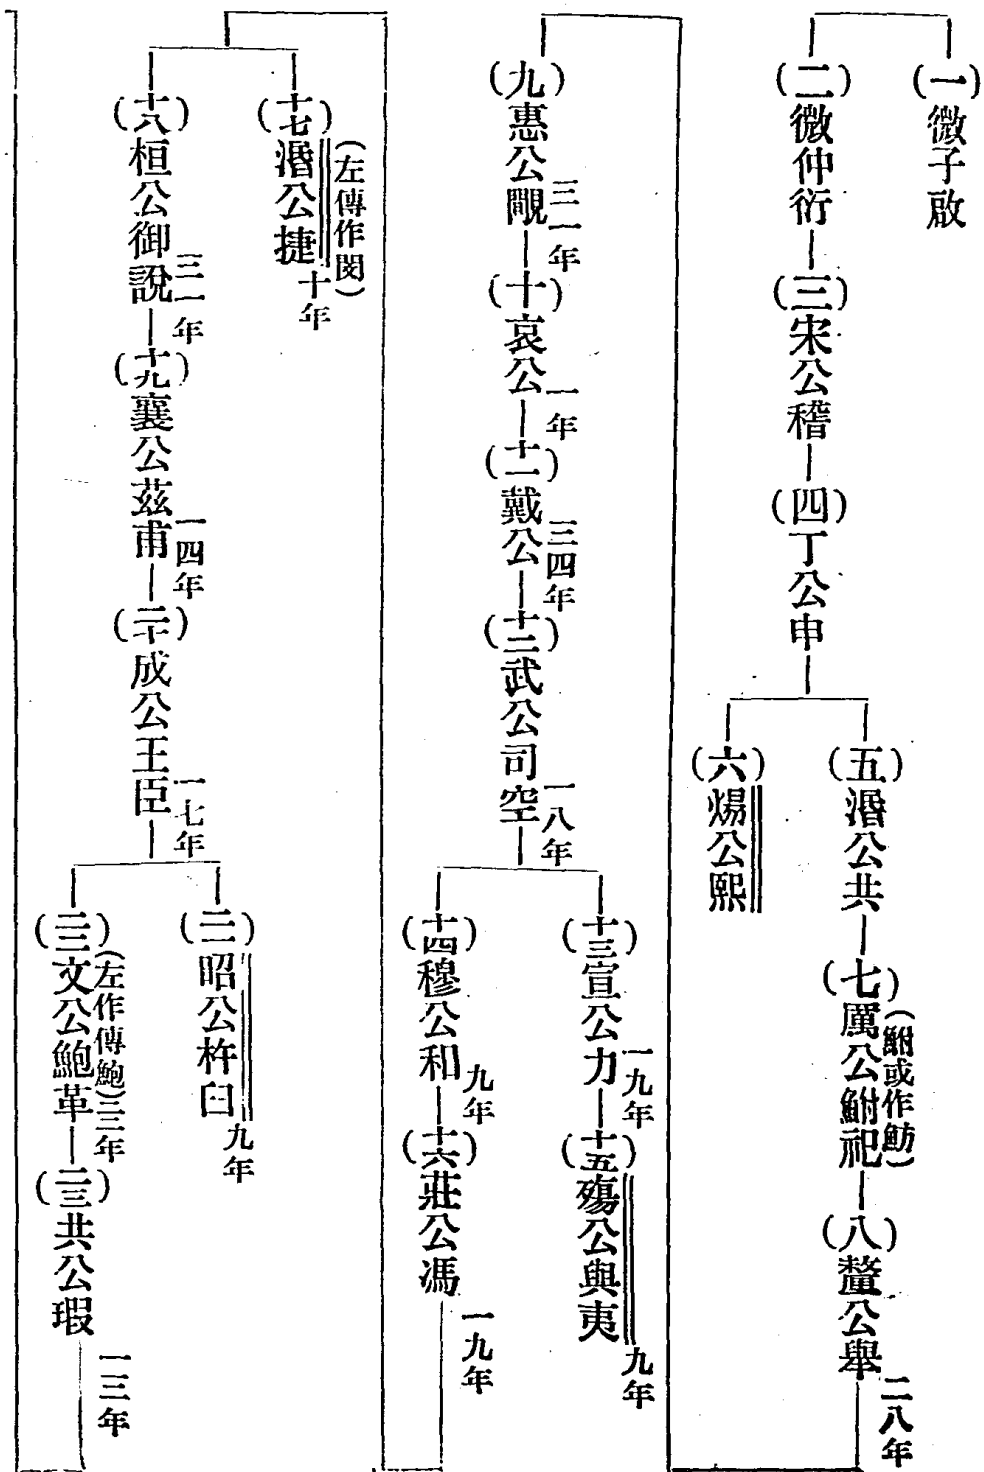 (一)微子啟
(二)微仲衍
(三)宋公稽
(四)丁公申
(五)湣公共
(六)煬公熙
(七)厲公鮒祀
(鮒或作魴)
(八)釐公舉
二八年
(九)惠公覵
三一年
(十)哀公
一年
(十一)戴公
三四年
(十二)武公司空
一八年
(十三)宣公力
一九年
(十四)穆公和
九年
(十五)殤公與夷
九年
(十六)莊公馮
一九年
(十七)湣公捷
(左傳作閔)
十年
(十八)桓公御說
三一年
(十九)襄公茲甫
一四年
(二十)成公王臣
一七年
(二一)昭公杵臼
九年
(二二)文公鮑革
(左作傳鮑)
二二年
(二三)共公瑕
一三年